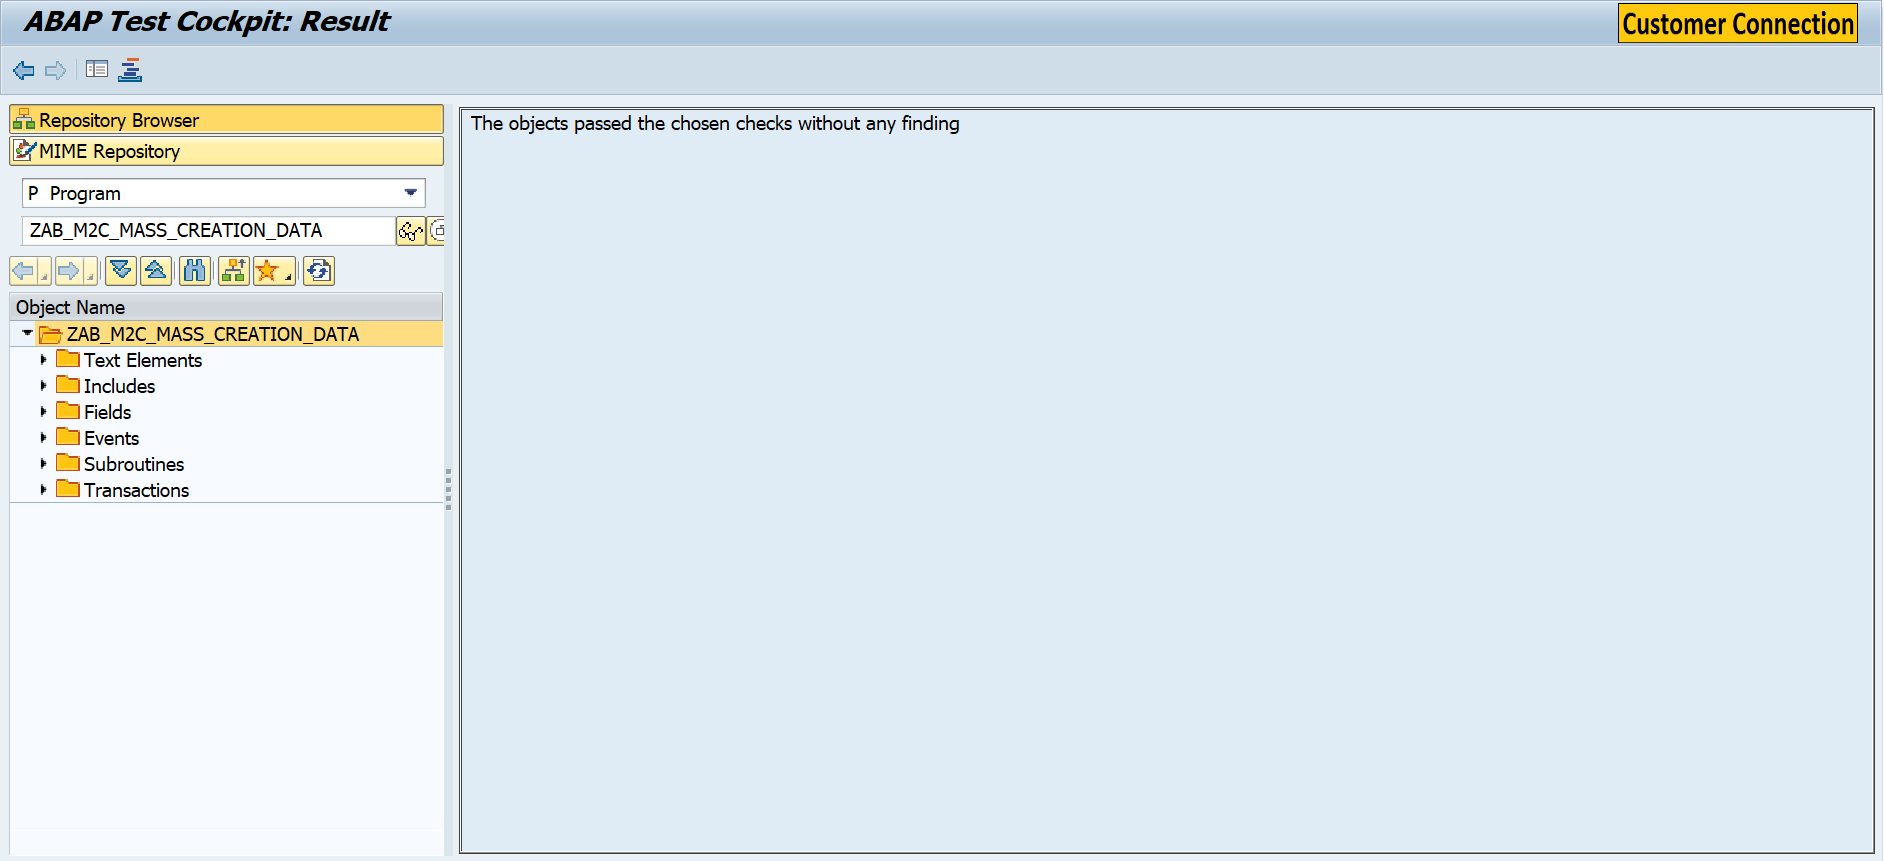 ABAP Test Cockpit: Result
Customer Connection
Repository Browser
MIME Repository
P Program
ZAB_M2C_MASS_CREATION_DATA
Object Name
ZAB_M2C_MASS_CREATION_DATA
Text Elements
Includes
Fields
Events
Subroutines
Transactions
The objects passed the chosen checks without any finding